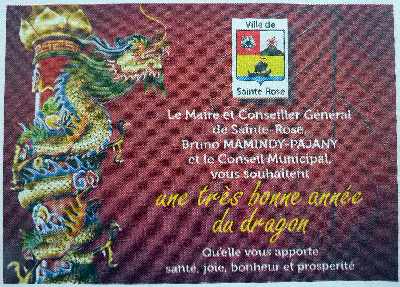 Ville de
Sainte Rose
Le Maire et Conseiller Général
de Sainte-Rose,
Bruno MAMINDY-PAJANY
et le Conseil Municipal,
vous souhaitent
une très bonne année
du dragon
Qu'elle vous apporte
santé, joie, bonheur et prosperité